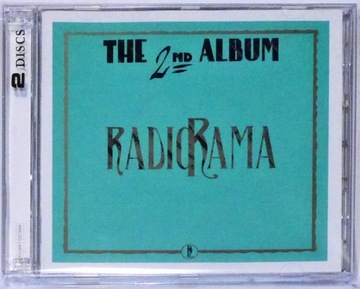 THE 2ND ALBUM
RADIORAMA
2 DISCS